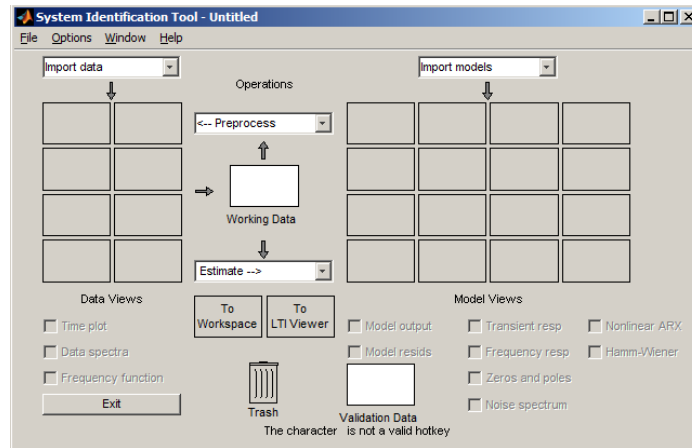 System Identification Tool - Untitled
File Options Window Help
Import data
Import models
Operations
<-- Preprocess
Working Data
Estimate -->
Data Views
Model Views
To Workspace
To LTI Viewer
Time plot
Data spectra
Frequency function
Model output
Model resids
Transient resp
Frequency resp
Zeros and poles
Noise spectrum
Nonlinear ARX
Hamm-Wiener
Exit
Trash
Validation Data
The character is not a valid hotkey